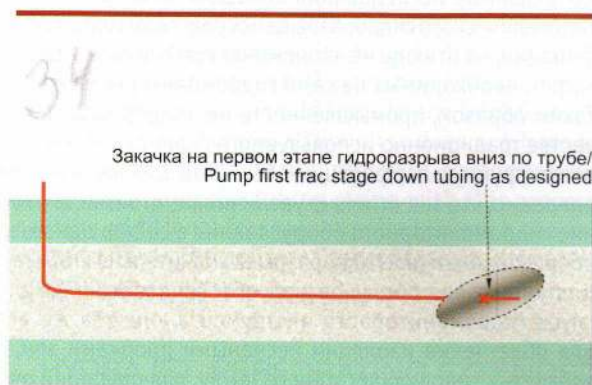 34
Закачка на первом этапе гидроразрыва вниз по трубе/
Pump first frac stage down tubing as designed